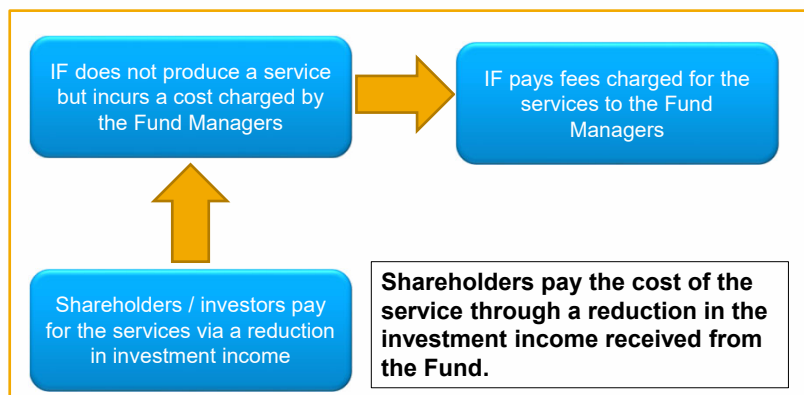 IF does not produce a service
but incurs a cost charged by
the Fund Managers
IF pays fees charged for the
services to the Fund
Managers
Shareholders / investors pay
for the services via a reduction
in investment income
Shareholders pay the cost of the
service through a reduction in the
investment income received from
the Fund.